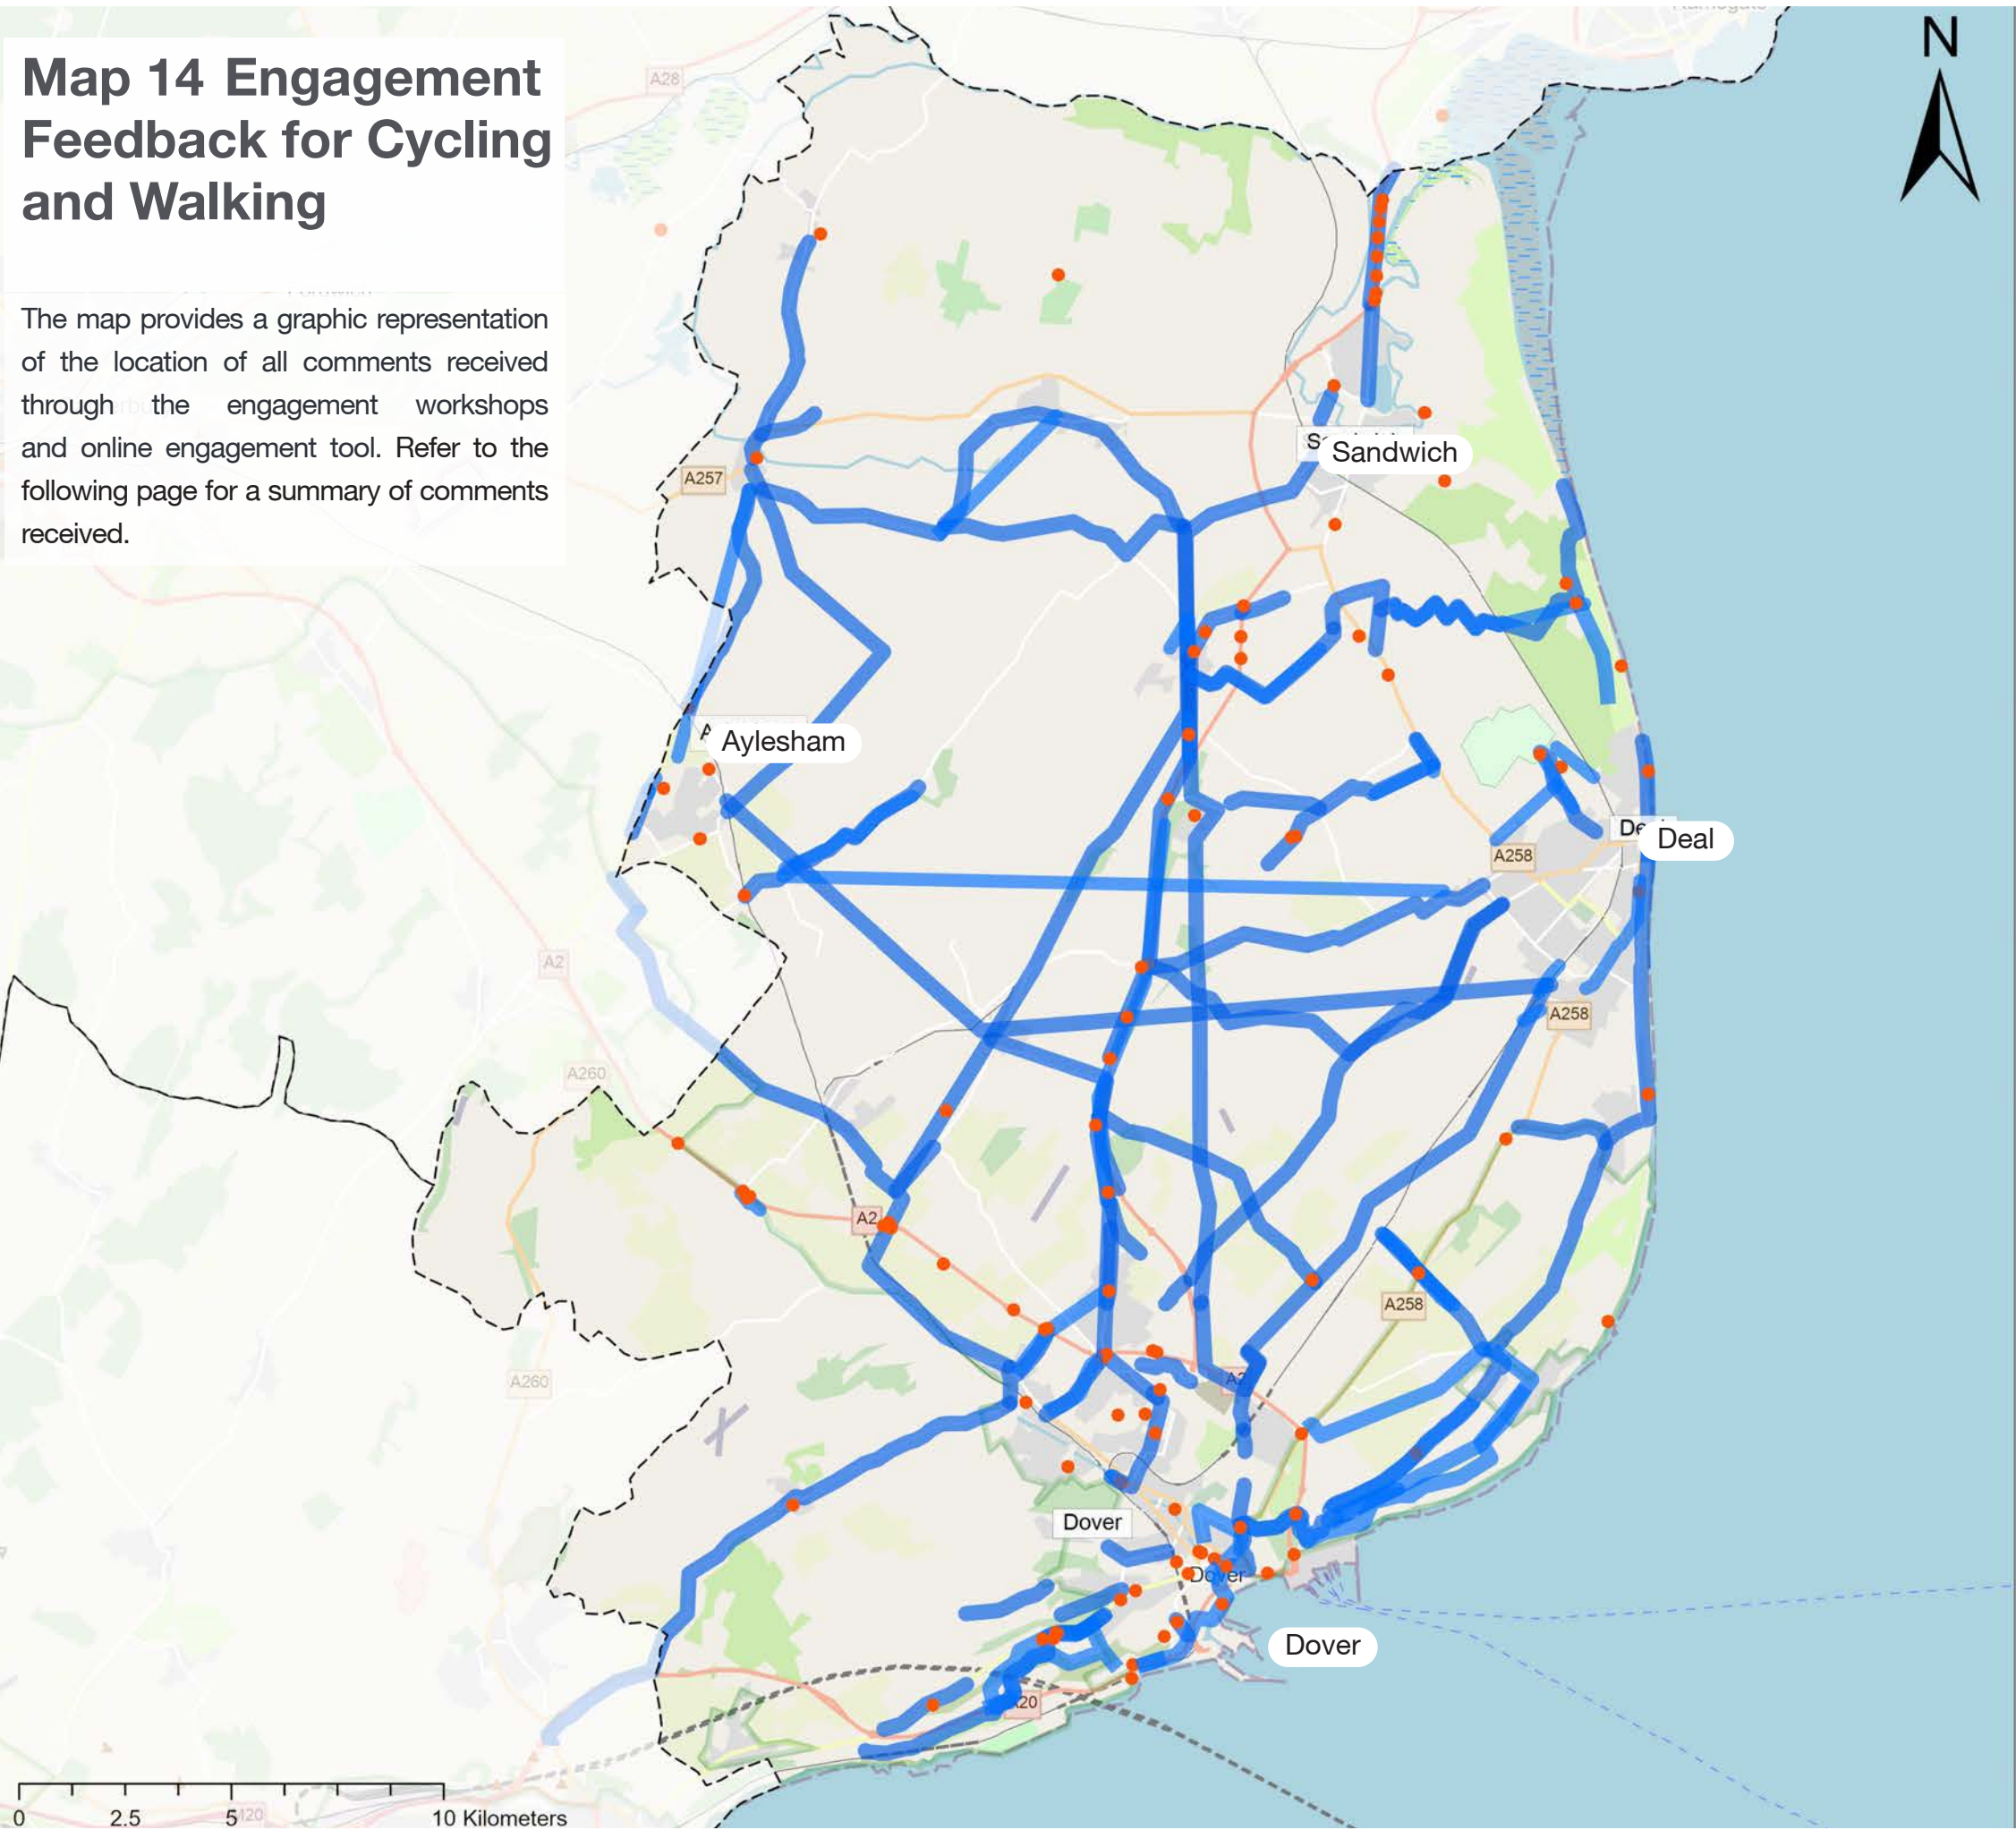 Map 14 Engagement
Feedback for Cycling
and Walking
The map provides a graphic representation
of the location of all comments received
through the engagement workshops
and online engagement tool. Refer to the
following page for a summary of comments
received.
N
A28
A257
Sandwich
Aylesham
Deal
A258
A2
A258
A260
A2
A258
A260
A2
Dover
Dover
Dover
A20
M20
0 2.5 5 10 Kilometers